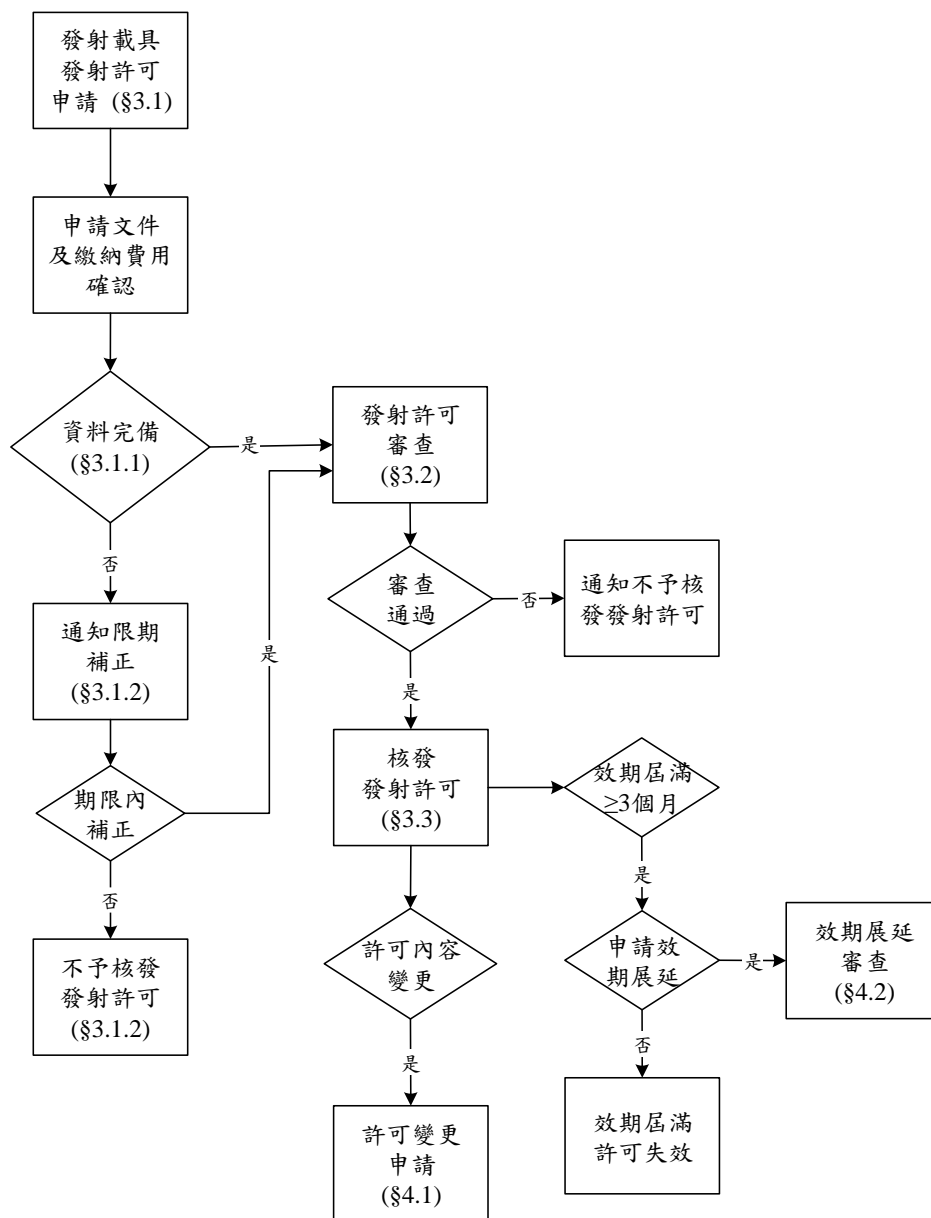 發射載具
發射許可
申請 (§3.1)
申請文件
及繳納費用
確認
資料完備
(§3.1.1)
是
發射許可
審查
(§3.2)
否
審查
通過
否
通知不予核
發發射許可
通知限期
補正
(§3.1.2)
是
是
期限內
補正
核發
發射許可
(§3.3)
效期屆滿
≥3個月
否
是
不予核發
發射許可
(§3.1.2)
許可內容
變更
申請效
期展延
是
效期展延
審查
(§4.2)
是
否
許可變更
申請
(§4.1)
效期屆滿
許可失效